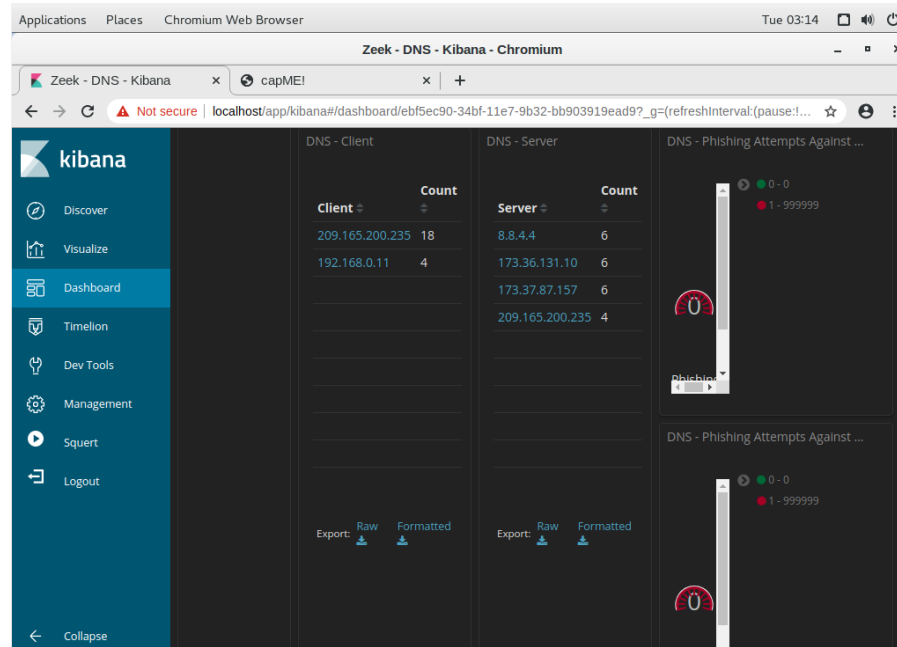 Applications Places Chromium Web Browser Tue 03:14
Zeek - DNS - Kibana - Chromium
Zeek - DNS - Kibana × capME! × +
Not secure | localhost/app/kibana#/dashboard/ebf5ec90-34bf-11e7-9b32-bb903919ead9?_g=(refreshInterval:(pause:!...
kibana
Discover
Visualize
Dashboard
Timelion
Dev Tools
Management
Squert
Logout
Collapse
DNS - Client
Client Count
209.165.200.235 18
192.168.0.11 4
Export: Raw Formatted
DNS - Server
Server Count
8.8.4.4 6
173.36.131.10 6
173.37.87.157 6
209.165.200.235 4
Export: Raw Formatted
DNS - Phishing Attempts Against ...
0 - 0
1 - 999999
0
DNS - Phishing Attempts Against ...
0 - 0
1 - 999999
0